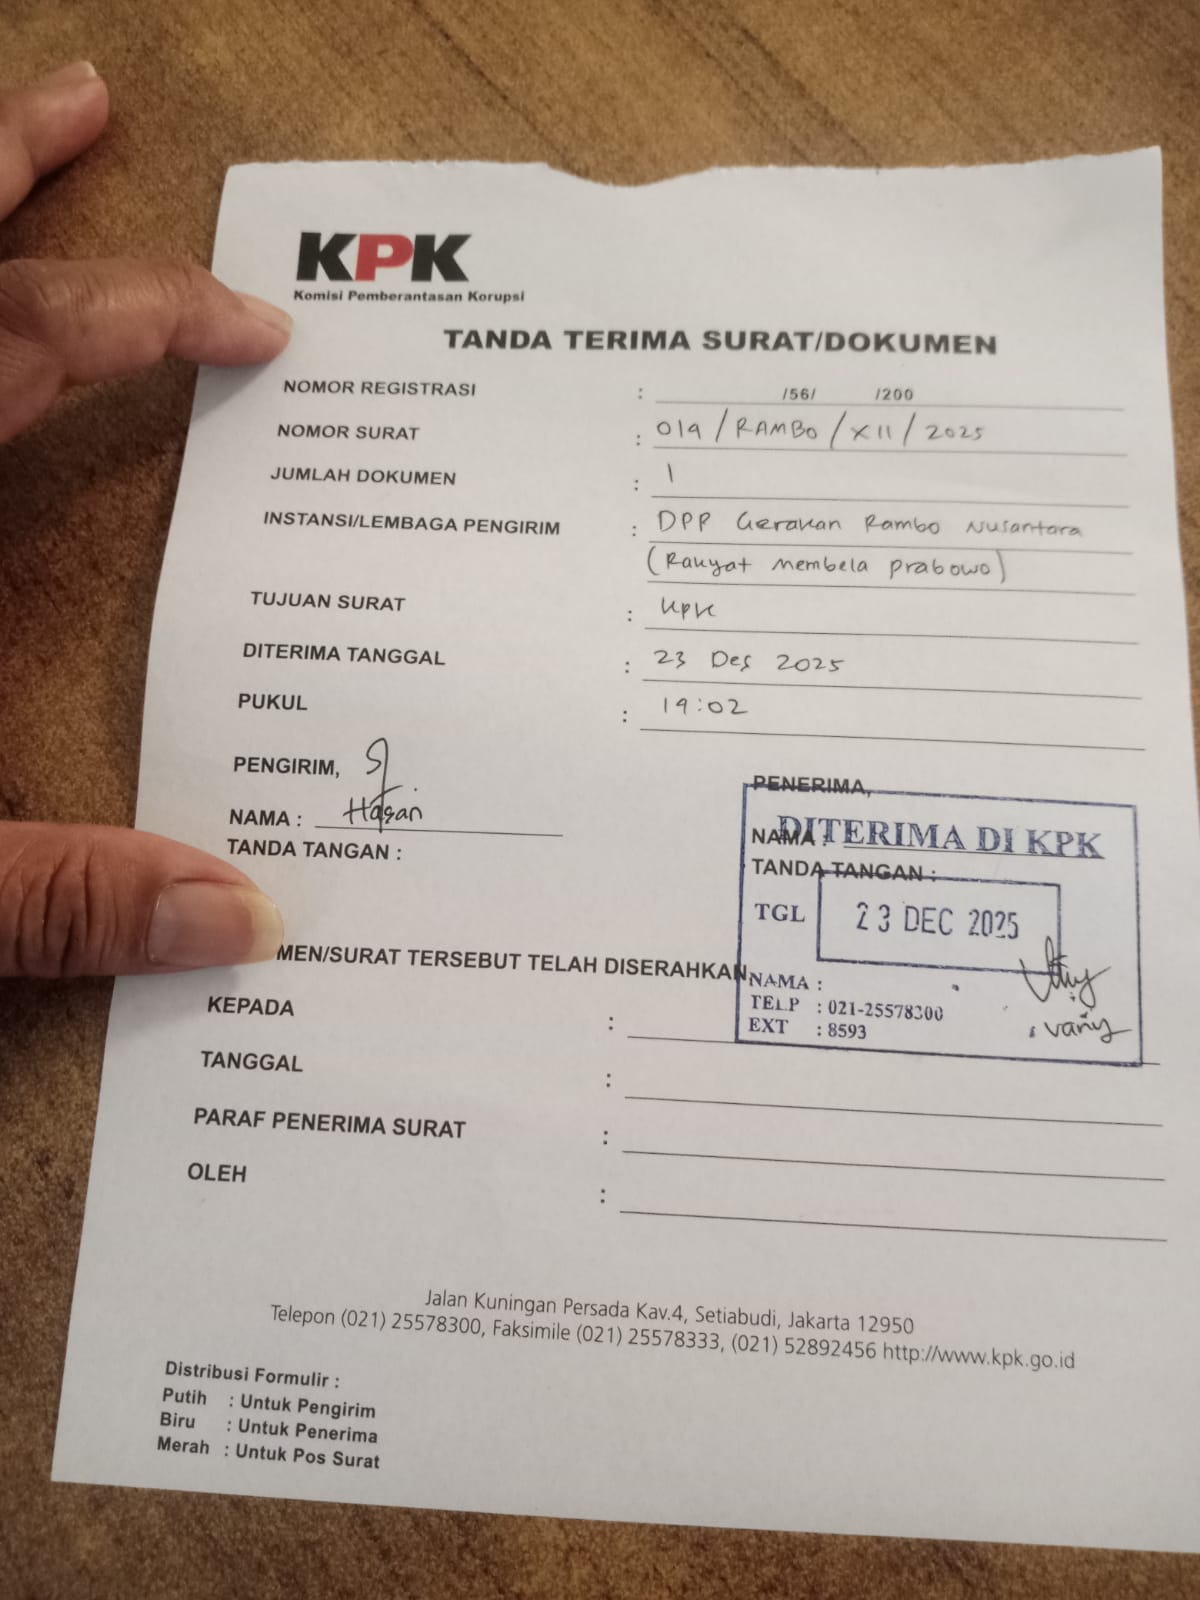 KPK
Komisi Pemberantasan Korupsi
TANDA TERIMA SURAT/DOKUMEN
NOMOR REGISTRASI : /56/ /200
NOMOR SURAT : 019/RAMBO/XII/2025
JUMLAH DOKUMEN : 1
INSTANSI/LEMBAGA PENGIRIM : DPP Gerakan Rambo Nusantara
(Rakyat membela prabowo)
TUJUAN SURAT : KPK
DITERIMA TANGGAL : 23 Des 2025
PUKUL : 19:02
PENGIRIM,
NAMA : Hasan
TANDA TANGAN :
PENERIMA,
NAMA :
TANDA TANGAN :
DITERIMA DI KPK
TGL 23 DEC 2025
NAMA :
TELP : 021-25578300
EXT : 8593
vany
MEN/SURAT TERSEBUT TELAH DISERAHKAN
KEPADA :
TANGGAL :
PARAF PENERIMA SURAT :
OLEH :
Jalan Kuningan Persada Kav.4, Setiabudi, Jakarta 12950
Telepon (021) 25578300, Faksimile (021) 25578333, (021) 52892456 http://www.kpk.go.id
Distribusi Formulir :
Putih : Untuk Pengirim
Biru : Untuk Penerima
Merah : Untuk Pos Surat